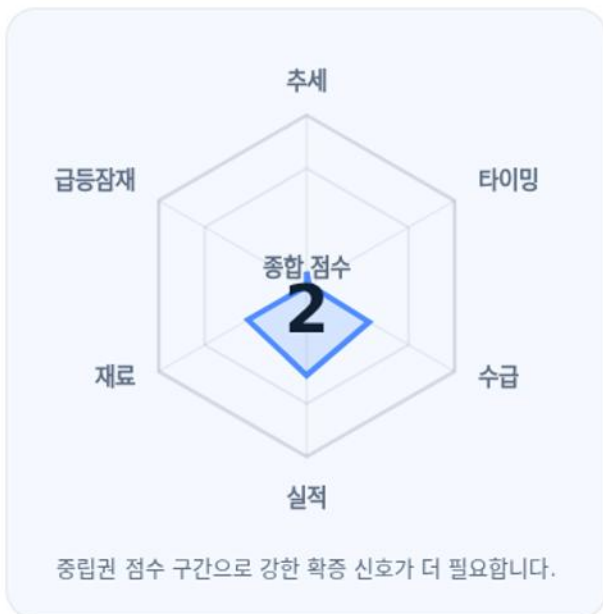 추세
급등잠재
타이밍
종합 점수
2
재료
수급
실적
중립권 점수 구간으로 강한 확증 신호가 더 필요합니다.